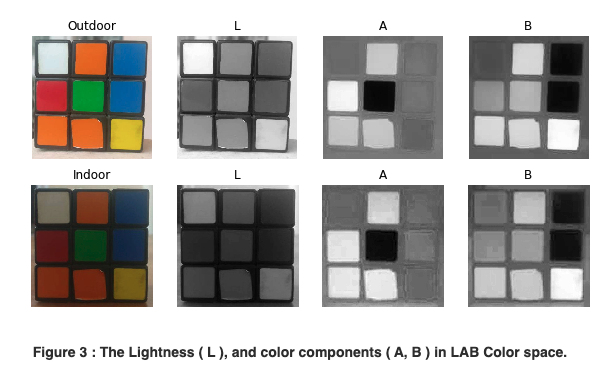 Outdoor L A B
Indoor L A B
Figure 3 : The Lightness ( L ), and color components ( A, B ) in LAB Color space.